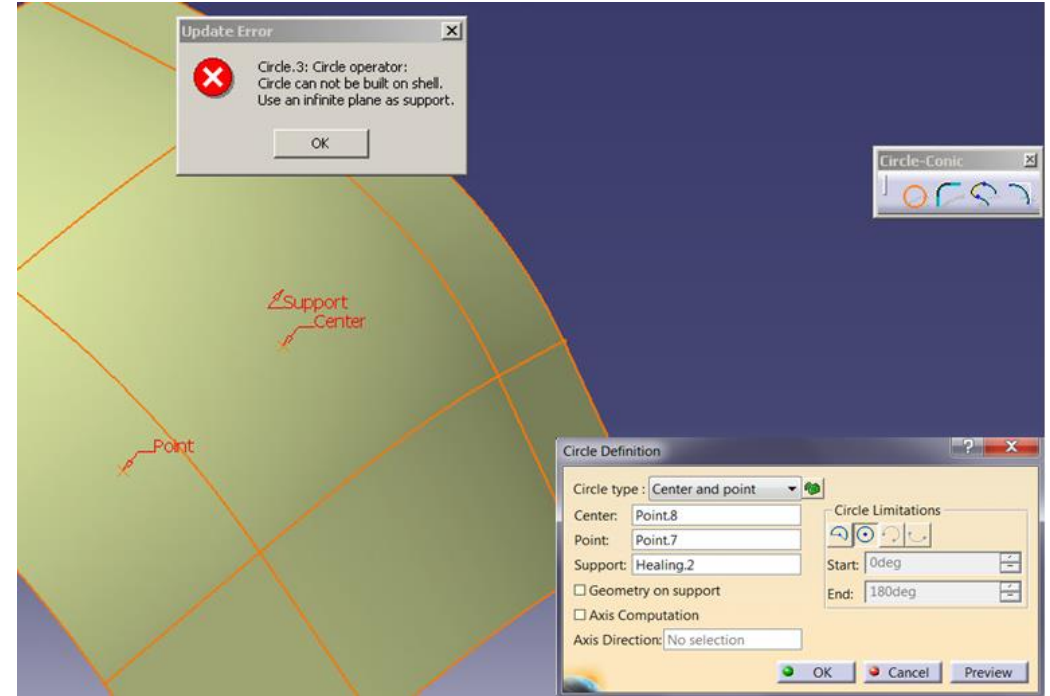 Update Error
Circle.3: Circle operator:
Circle can not be built on shell.
Use an infinite plane as support.
OK
Circle-Conic
Support
Center
Point
Circle Definition
Circle type : Center and point
Center: Point.8
Point: Point.7
Support: Healing.2
Geometry on support
Axis Computation
Axis Direction: No selection
Circle Limitations
Start: 0deg
End: 180deg
OK
Cancel
Preview